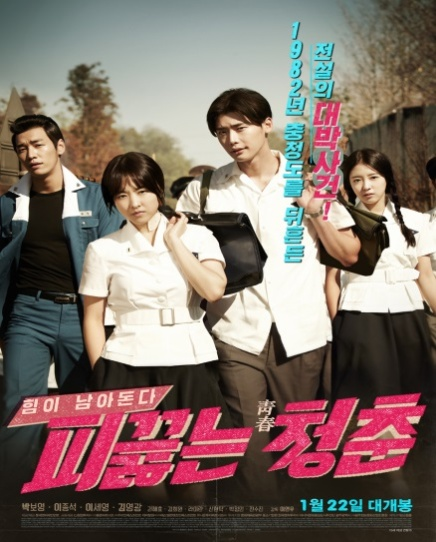 전설의 대박사건!
1982년 충청도를 뒤흔든
힘이 남아돈다
피끓는 靑春 청춘
박보영 이종석 이세영 김영광
1월 22일 대개봉